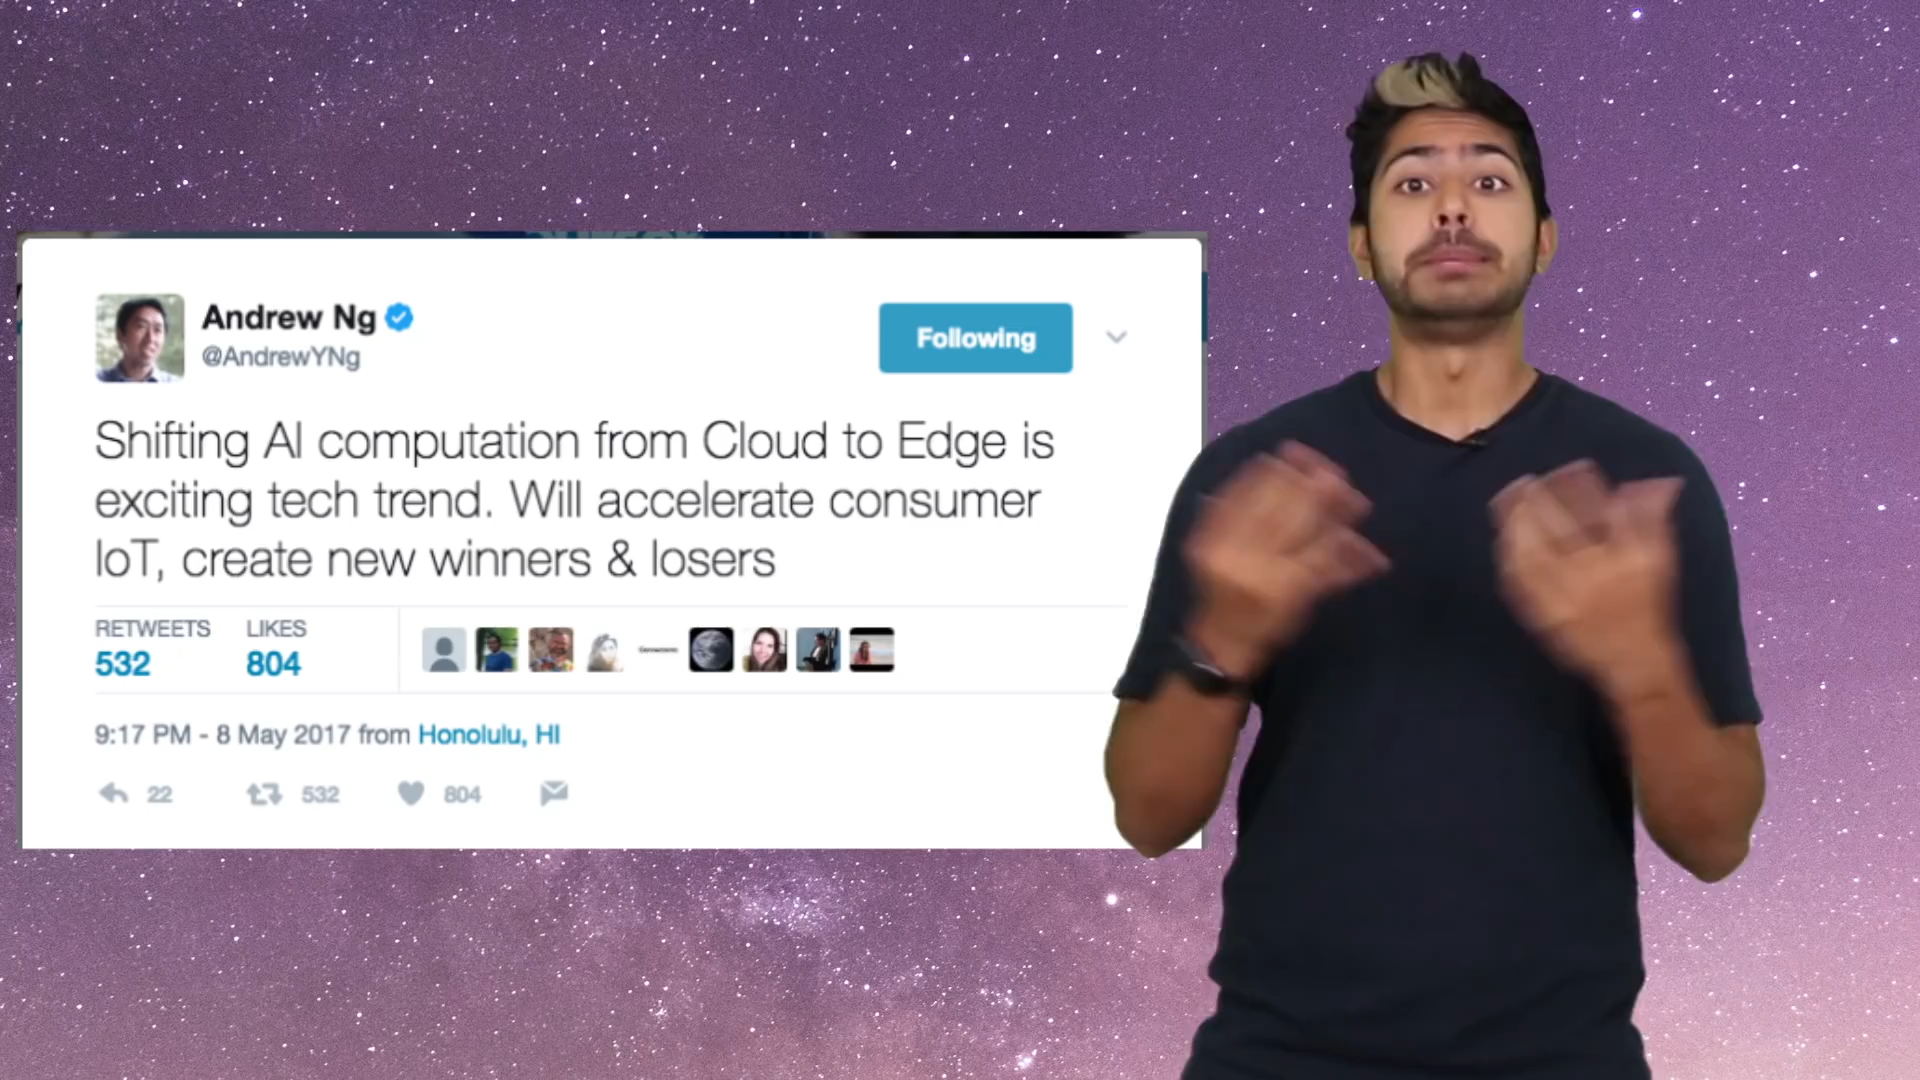 Andrew Ng
@AndrewYNg
Following
Shifting AI computation from Cloud to Edge is
exciting tech trend. Will accelerate consumer
IoT, create new winners & losers
RETWEETS LIKES
532 804
9:17 PM - 8 May 2017 from Honolulu, HI
22 532 804